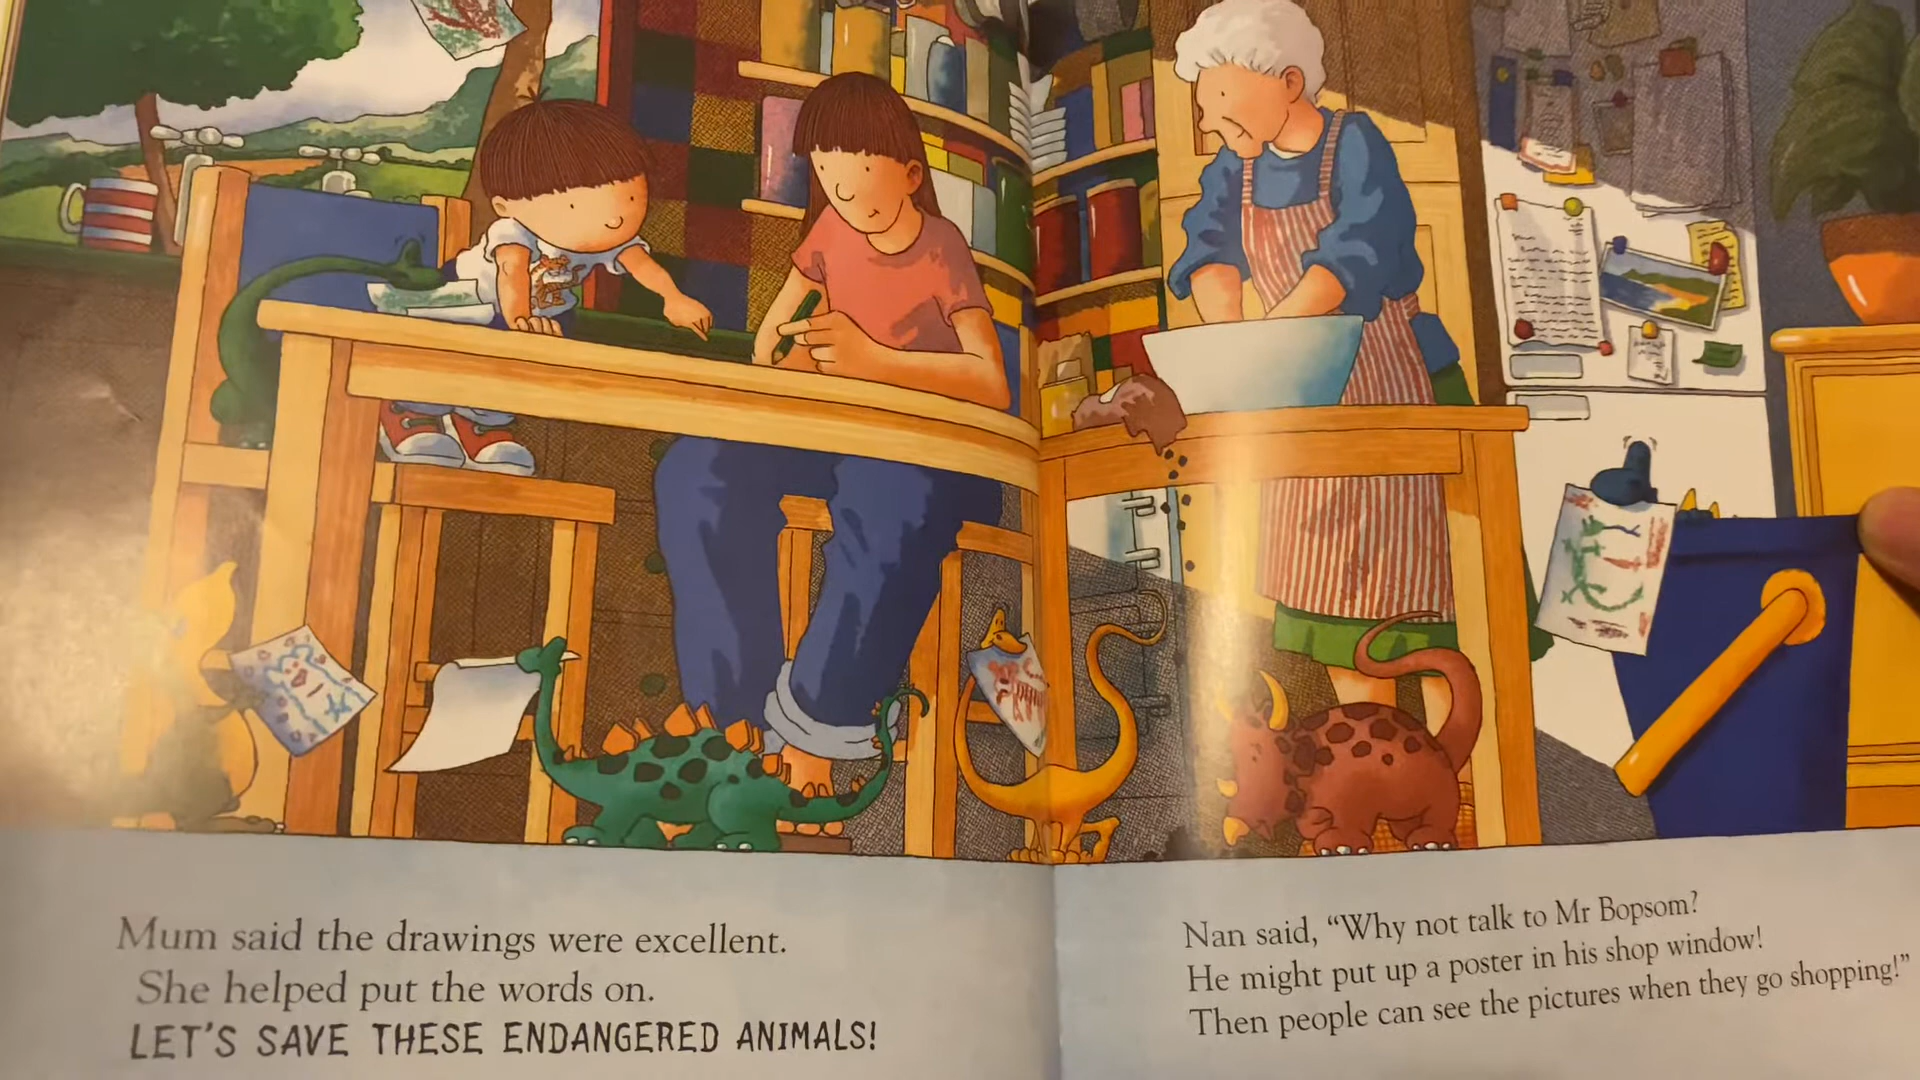 Mum said the drawings were excellent.
She helped put the words on.
LET'S SAVE THESE ENDANGERED ANIMALS!
Nan said, “Why not talk to Mr Bopsom?
He might put up a poster in his shop window!
Then people can see the pictures when they go shopping!”